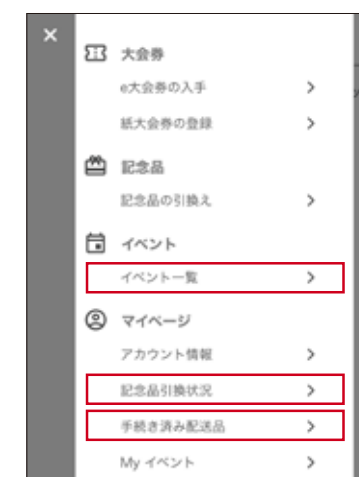 大会券
e大会券の入手
紙大会券の登録
記念品
記念品の引換え
イベント
イベント一覧
マイページ
アカウント情報
記念品引換状況
手続き済み配送品
My イベント